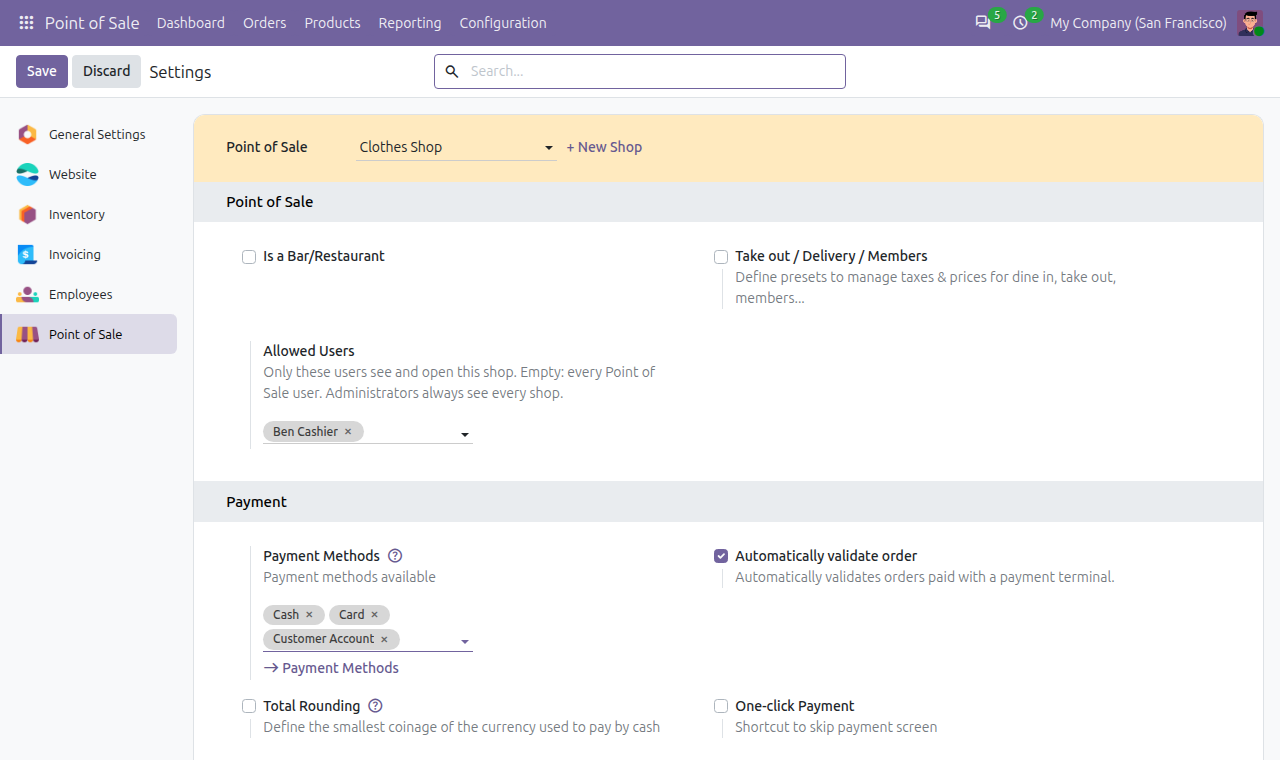 Point of Sale Dashboard Orders Products Reporting Configuration 5 2 My Company (San Francisco)
Save Discard Settings Search...
General Settings
Website
Inventory
Invoicing
Employees
Point of Sale
Point of Sale Clothes Shop + New Shop
Point of Sale
Is a Bar/Restaurant
Take out / Delivery / Members
Define presets to manage taxes & prices for dine in, take out,
members...
Allowed Users
Only these users see and open this shop. Empty: every Point of
Sale user. Administrators always see every shop.
Ben Cashier ×
Payment
Payment Methods ?
Payment methods available
Cash × Card ×
Customer Account ×
→ Payment Methods
Automatically validate order
Automatically validates orders paid with a payment terminal.
Total Rounding ?
Define the smallest coinage of the currency used to pay by cash
One-click Payment
Shortcut to skip payment screen